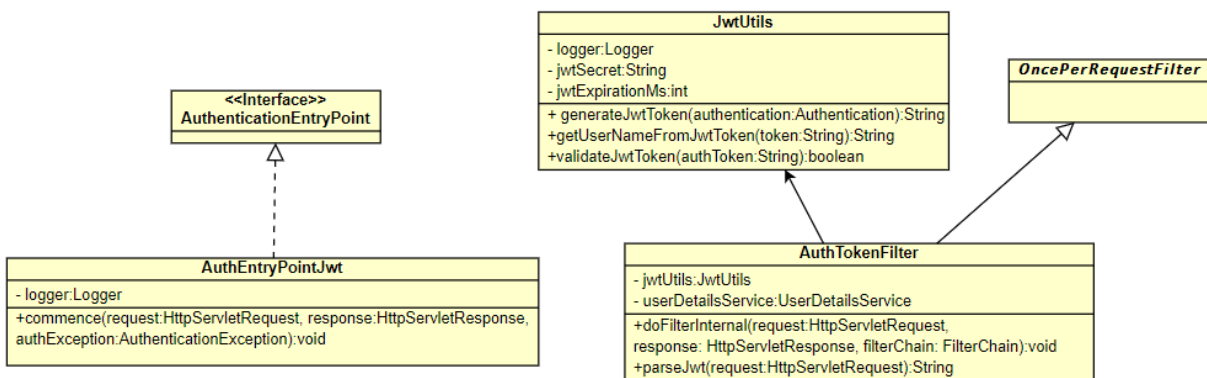 <<Interface>>
AuthenticationEntryPoint
AuthEntryPointJwt
- logger:Logger
+commence(request:HttpServletRequest, response:HttpServletResponse,
authException:AuthenticationException):void
JwtUtils
- logger:Logger
- jwtSecret:String
- jwtExpirationMs:int
+ generateJwtToken(authentication:Authentication):String
+getUserNameFromJwtToken(token:String):String
+validateJwtToken(authToken:String):boolean
OncePerRequestFilter
AuthTokenFilter
- jwtUtils:JwtUtils
- userDetailsService:UserDetailsService
+doFilterInternal(request:HttpServletRequest,
response: HttpServletResponse, filterChain: FilterChain):void
+parseJwt(request:HttpServletRequest):String